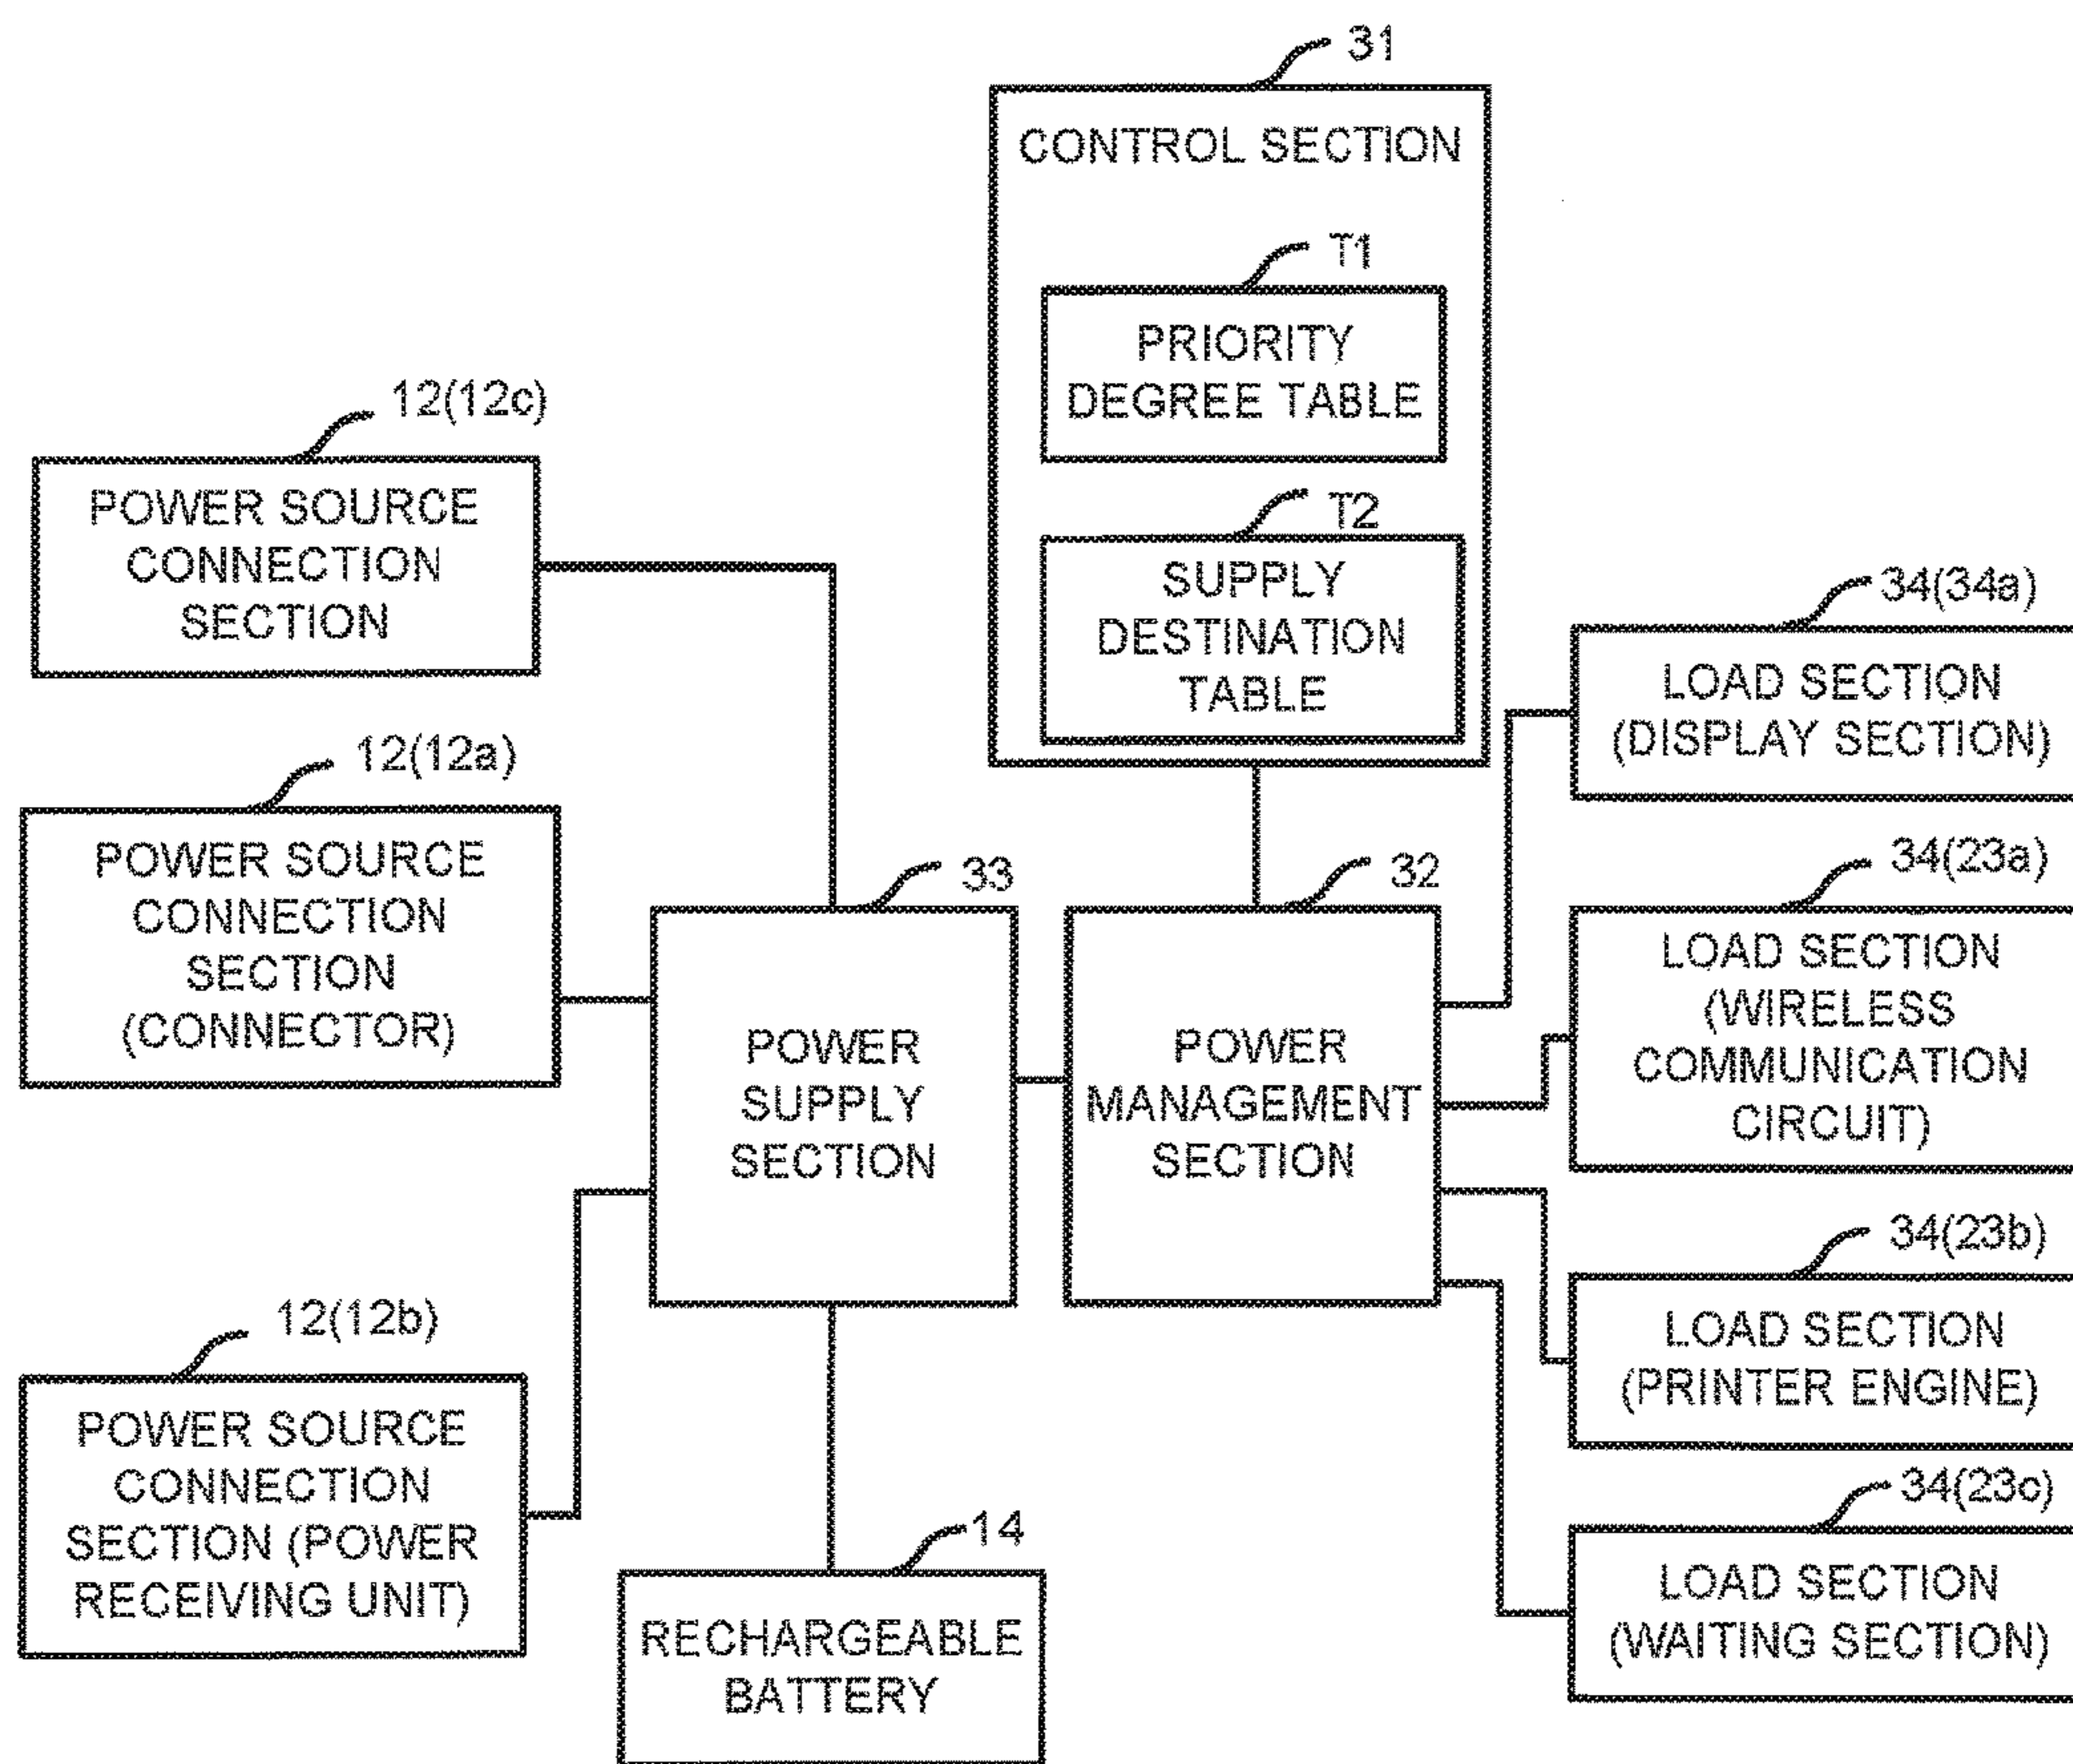 31
CONTROL SECTION
T1
PRIORITY
DEGREE TABLE
T2
SUPPLY
DESTINATION
TABLE
12(12c)
POWER SOURCE
CONNECTION
SECTION
12(12a)
POWER SOURCE
CONNECTION
SECTION
(CONNECTOR)
12(12b)
POWER SOURCE
CONNECTION
SECTION (POWER
RECEIVING UNIT)
33
POWER
SUPPLY
SECTION
32
POWER
MANAGEMENT
SECTION
14
RECHARGEABLE
BATTERY
34(34a)
LOAD SECTION
(DISPLAY SECTION)
34(23a)
LOAD SECTION
(WIRELESS
COMMUNICATION
CIRCUIT)
34(23b)
LOAD SECTION
(PRINTER ENGINE)
34(23c)
LOAD SECTION
(WAITING SECTION)